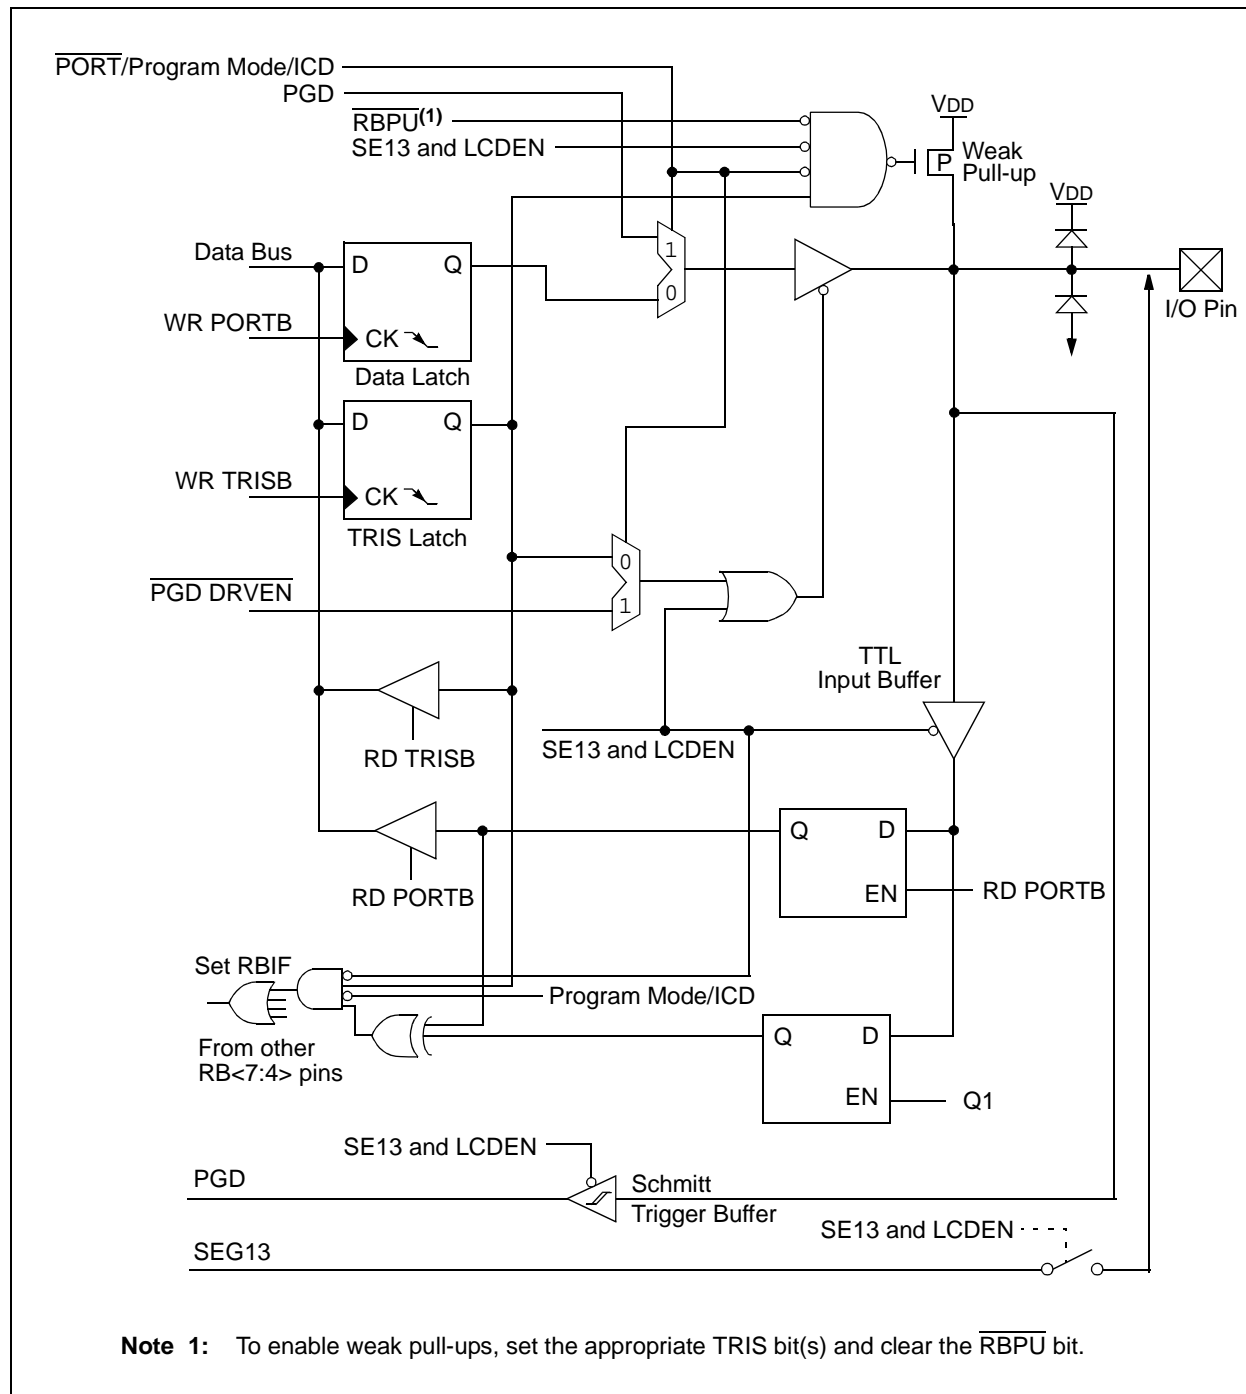 PORT/Program Mode/ICD
PGD
RBPU(1)
SE13 and LCDEN
VDD
P
Weak
Pull-up
VDD
1
0
I/O Pin
Data Bus
D
Q
WR PORTB
CK
Data Latch
D
Q
WR TRISB
CK
TRIS Latch
0
1
PGD DRVEN
TTL
Input Buffer
RD TRISB
SE13 and LCDEN
Q
D
EN
RD PORTB
RD PORTB
Set RBIF
Program Mode/ICD
From other
RB<7:4> pins
Q
D
EN
Q1
SE13 and LCDEN
PGD
Schmitt
Trigger Buffer
SE13 and LCDEN
SEG13
Note 1: To enable weak pull-ups, set the appropriate TRIS bit(s) and clear the RBPU bit.